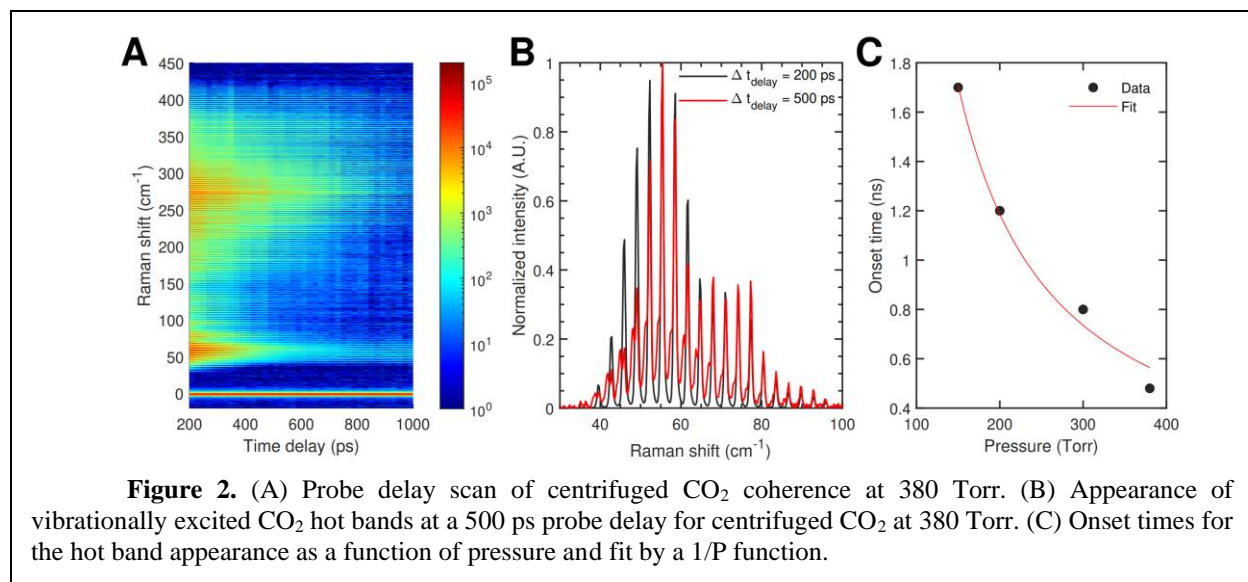 A
450
400
350
300
250
200
150
100
50
0
Raman shift (cm⁻¹)
200
400
600
800
1000
Time delay (ps)
10⁵
10⁴
10³
10²
10¹
10⁰
B
Δ t_delay = 200 ps
Δ t_delay = 500 ps
1
0.8
0.6
0.4
0.2
0
Normalized intensity (A.U.)
40
60
80
100
Raman shift (cm⁻¹)
C
Data
Fit
1.8
1.6
1.4
1.2
1
0.8
0.6
0.4
Onset time (ns)
100
200
300
400
Pressure (Torr)
Figure 2. (A) Probe delay scan of centrifuged CO₂ coherence at 380 Torr. (B) Appearance of
vibrationally excited CO₂ hot bands at a 500 ps probe delay for centrifuged CO₂ at 380 Torr. (C) Onset times for
the hot band appearance as a function of pressure and fit by a 1/P function.